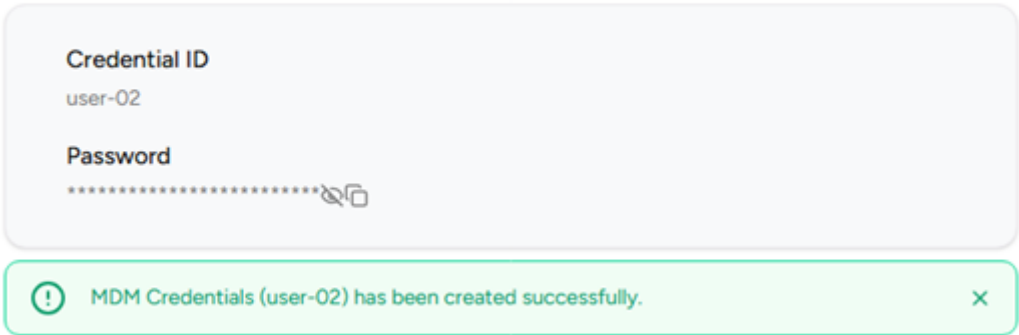 Credential ID
user-02
Password
*************************
MDM Credentials (user-02) has been created successfully.